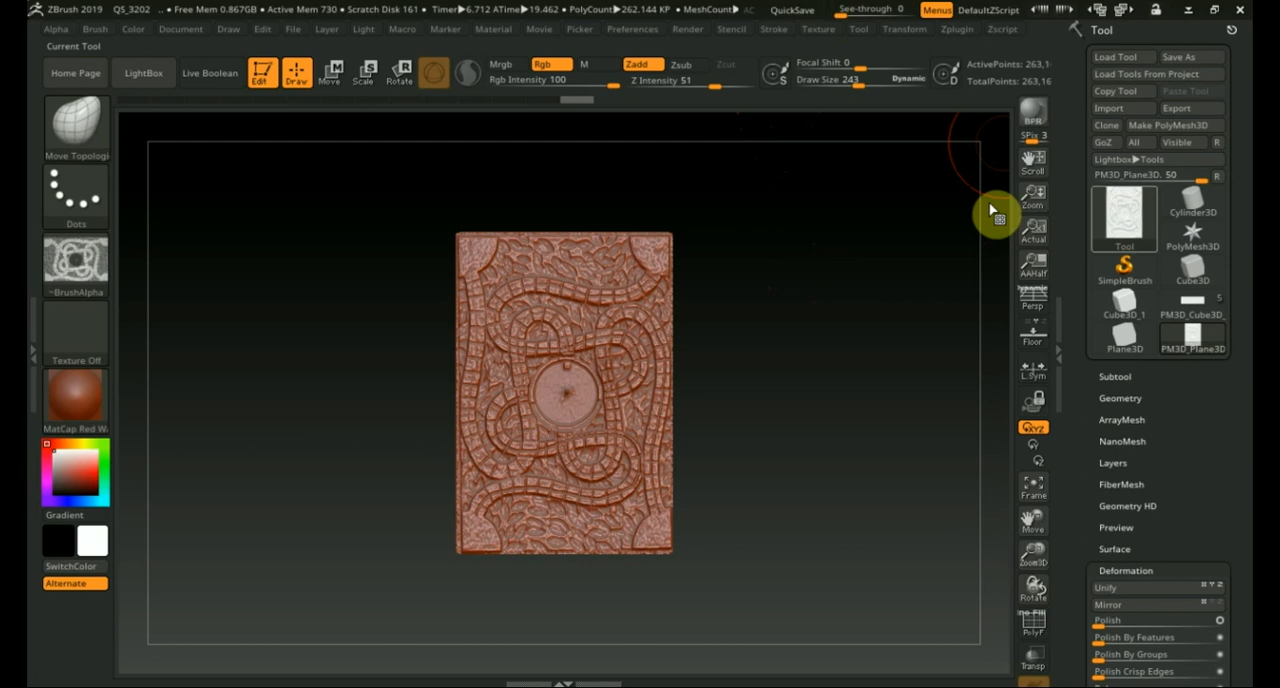 ZBrush 2019 QS_3202 .. • Free Mem 0.867GB • Active Mem 730 • Scratch Disk 161 • Timer▶6.712 ATime▶19.462 • PolyCount▶262.144 KP • MeshCount▶ AC QuickSave See-through 0 Menus DefaultZScript
Alpha Brush Color Document Draw Edit File Layer Light Macro Marker Material Movie Picker Preferences Render Stencil Stroke Texture Tool Transform Zplugin Zscript
Current Tool
Home Page LightBox Live Boolean Edit Draw Move Scale Rotate
Mrgb Rgb M Zadd Zsub Zcut
Rgb Intensity 100 Z Intensity 51
S Focal Shift 0
Draw Size 243 Dynamic D
ActivePoints: 263,1
TotalPoints: 263,16
Move Topologi
Dots
~BrushAlpha
Texture Off
MatCap Red W
Gradient
SwitchColor
Alternate
BPR
SPix 3
Scroll
Zoom
Actual
AAHalf
Dynamic
Persp
Floor
L.Sym
XYZ
Frame
Move
Zoom3D
Rotate
Line Fill
PolyF
Transp
Tool
Load Tool Save As
Load Tools From Project
Copy Tool Paste Tool
Import Export
Clone Make PolyMesh3D
GoZ All Visible R
Lightbox▶Tools
PM3D_Plane3D. 50 R
Tool
Cylinder3D
PolyMesh3D
SimpleBrush Cube3D
5
Cube3D_1 PM3D_Cube3D_
Plane3D PM3D_Plane3D
Subtool
Geometry
ArrayMesh
NanoMesh
Layers
FiberMesh
Geometry HD
Preview
Surface
Deformation
Unify
Mirror
Polish
Polish By Features
Polish By Groups
Polish Crisp Edges